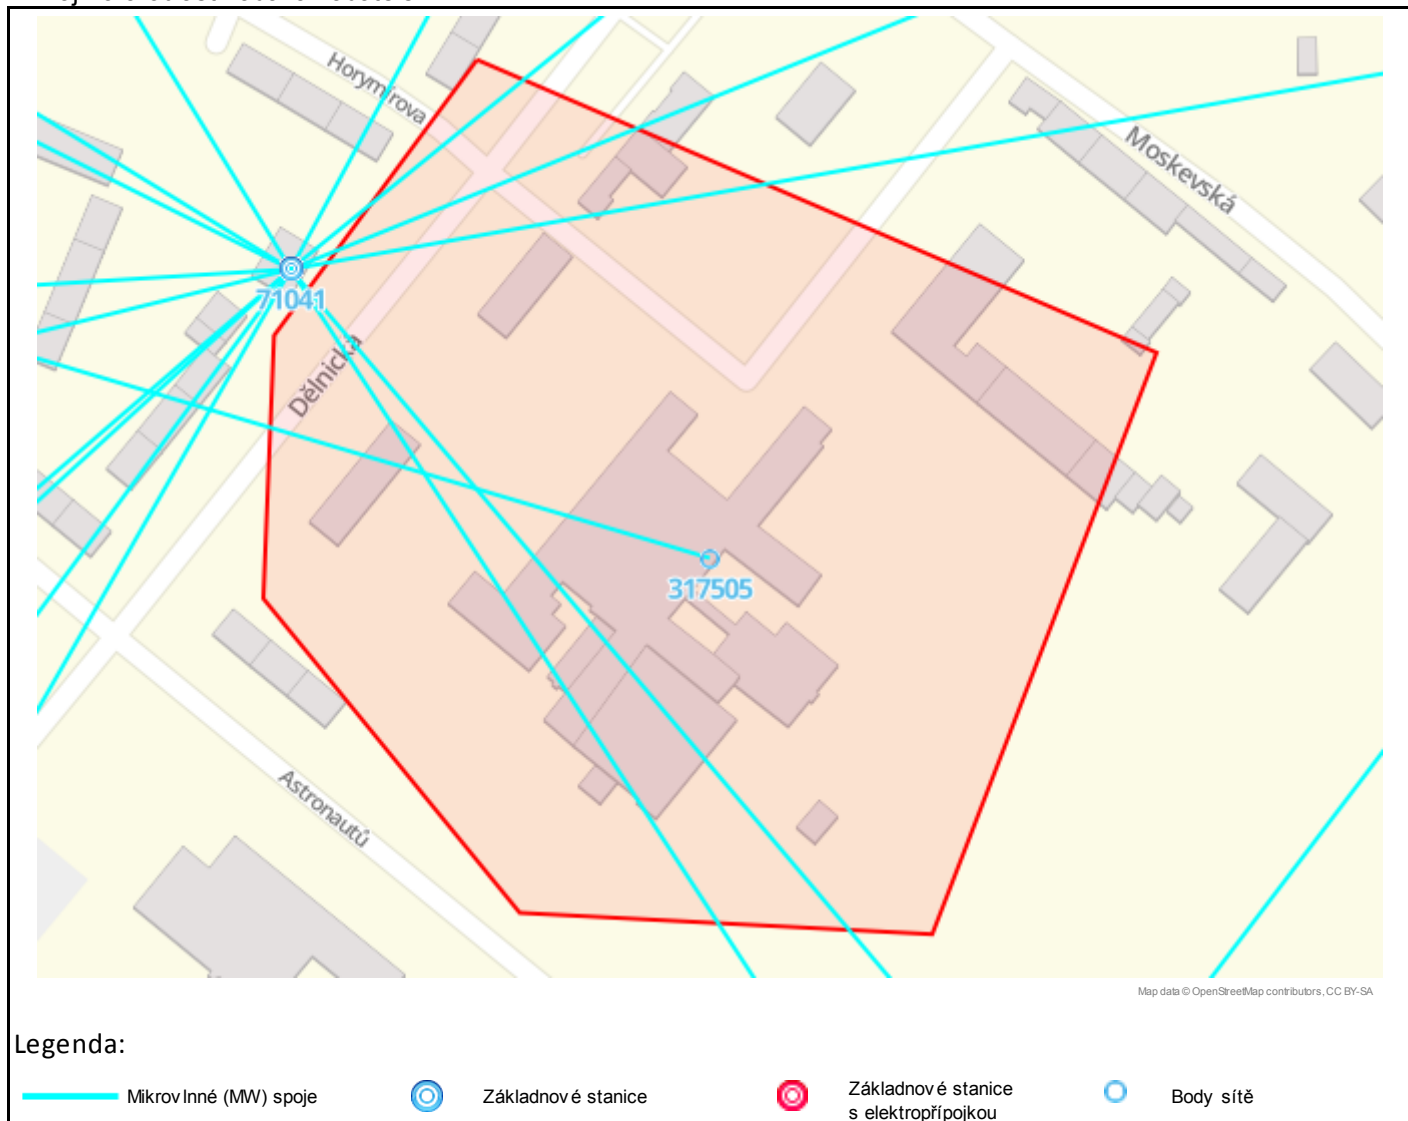 Horymírova
Moskevská
71041
Dělnická
317505
Astronautů
Map data © OpenStreetMap contributors, CC BY-SA
Legenda:
Mikrovlnné (MW) spoje
Základnové stanice
Základnové stanice
s elektropřípojkou
Body sítě